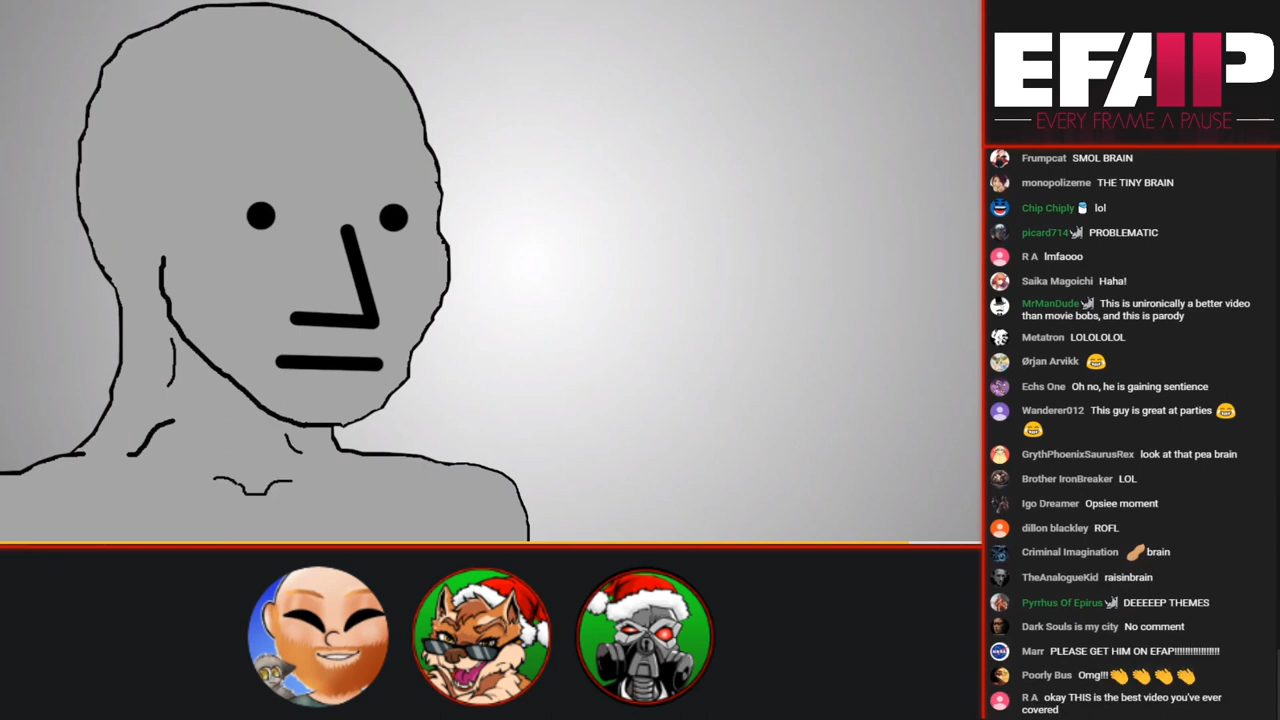 EFAP
EVERY FRAME A PAUSE
Frumpcat SMOL BRAIN
monopolizeme THE TINY BRAIN
Chip Chiply lol
picard714 PROBLEMATIC
R A lmfaooo
Saika Magoichi Haha!
MrManDude This is unironically a better video
than movie bobs, and this is parody
Metatron LOLOLOLOL
Ørjan Arvikk 😂
Echs One Oh no, he is gaining sentience
Wanderer012 This guy is great at parties 😂
😂
GrythPhoenixSaurusRex look at that pea brain
Brother IronBreaker LOL
Igo Dreamer Opsiee moment
dillon blackley ROFL
Criminal Imagination 🥜 brain
TheAnalogueKid raisinbrain
Pyrrhus Of Epirus DEEEEEP THEMES
Dark Souls is my city No comment
Marr PLEASE GET HIM ON EFAP!!!!!!!!!!!!!!!!!
Poorly Bus Omg!!! 👏 👏 👏 👏
R A okay THIS is the best video you've ever
covered